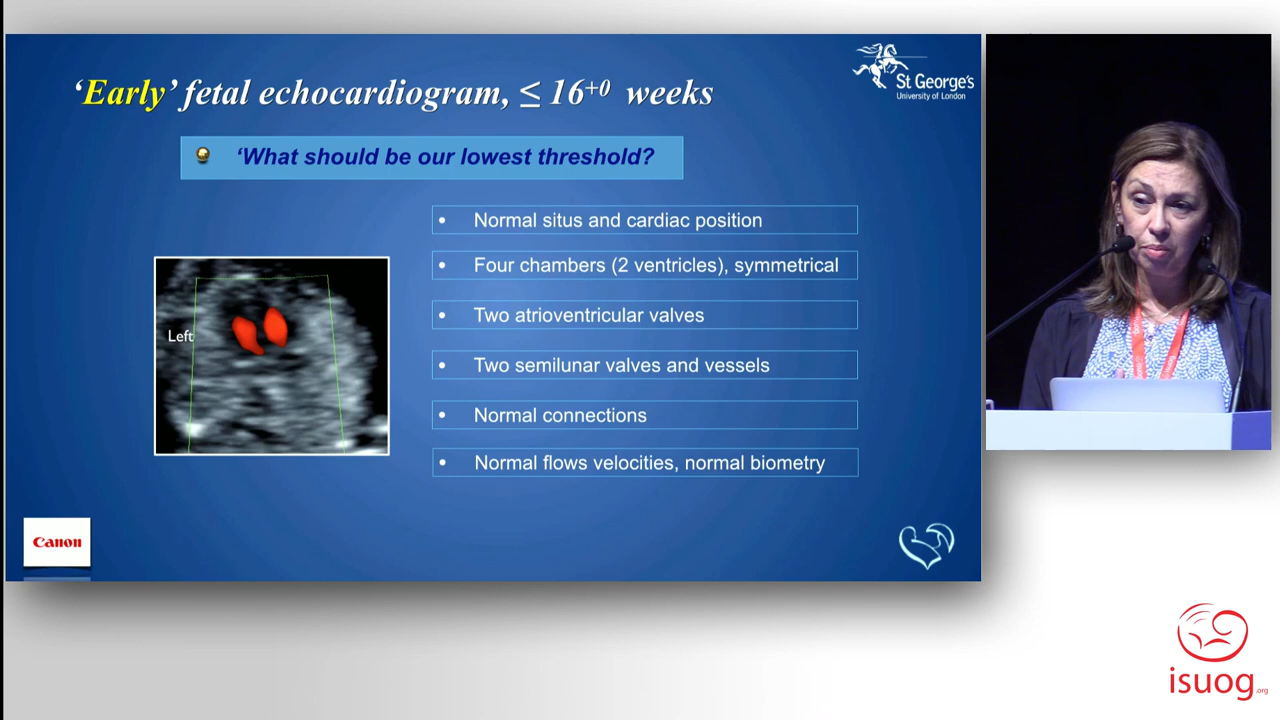 ‘Early’ fetal echocardiogram, ≤ 16+0 weeks
St George's
University of London
‘What should be our lowest threshold?
• Normal situs and cardiac position
• Four chambers (2 ventricles), symmetrical
• Two atrioventricular valves
• Two semilunar valves and vessels
• Normal connections
• Normal flows velocities, normal biometry
Left
Canon
isuog.org